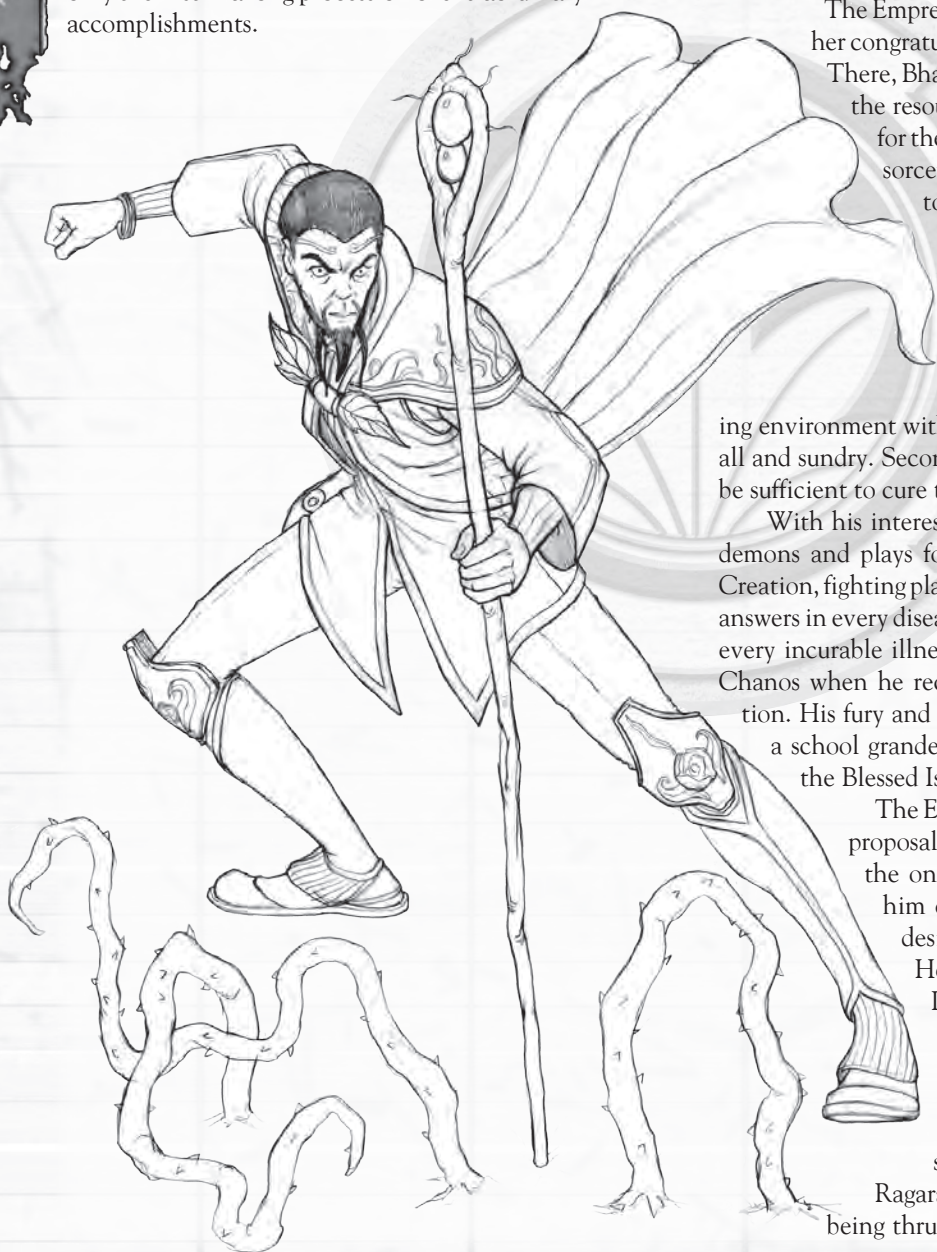 accomplishments.
The Empre
her congratu
There, Bha
the resou
for the
sorce
to
ing environment wit
all and sundry. Secon
be sufficient to cure t
With his interes
demons and plays fo
Creation, fighting pla
answers in every disea
every incurable illne
Chanos when he rec
tion. His fury and
a school grande
the Blessed Is
The E
proposal
the on
him
des
H
s
Ragar
being thru